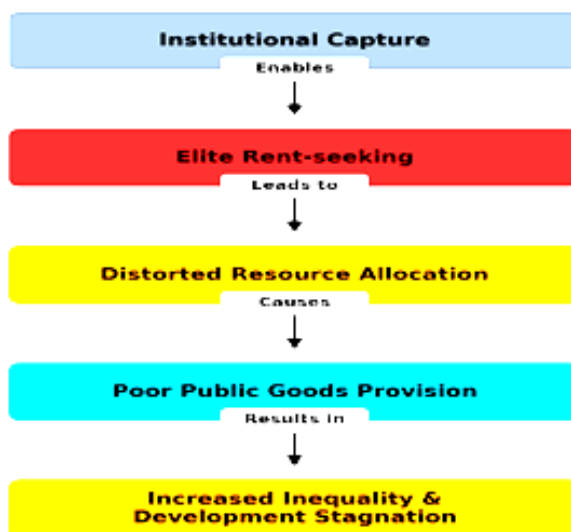 Institutional Capture
Enables
Elite Rent-seeking
Leads to
Distorted Resource Allocation
Causes
Poor Public Goods Provision
Results in
Increased Inequality &
Development Stagnation